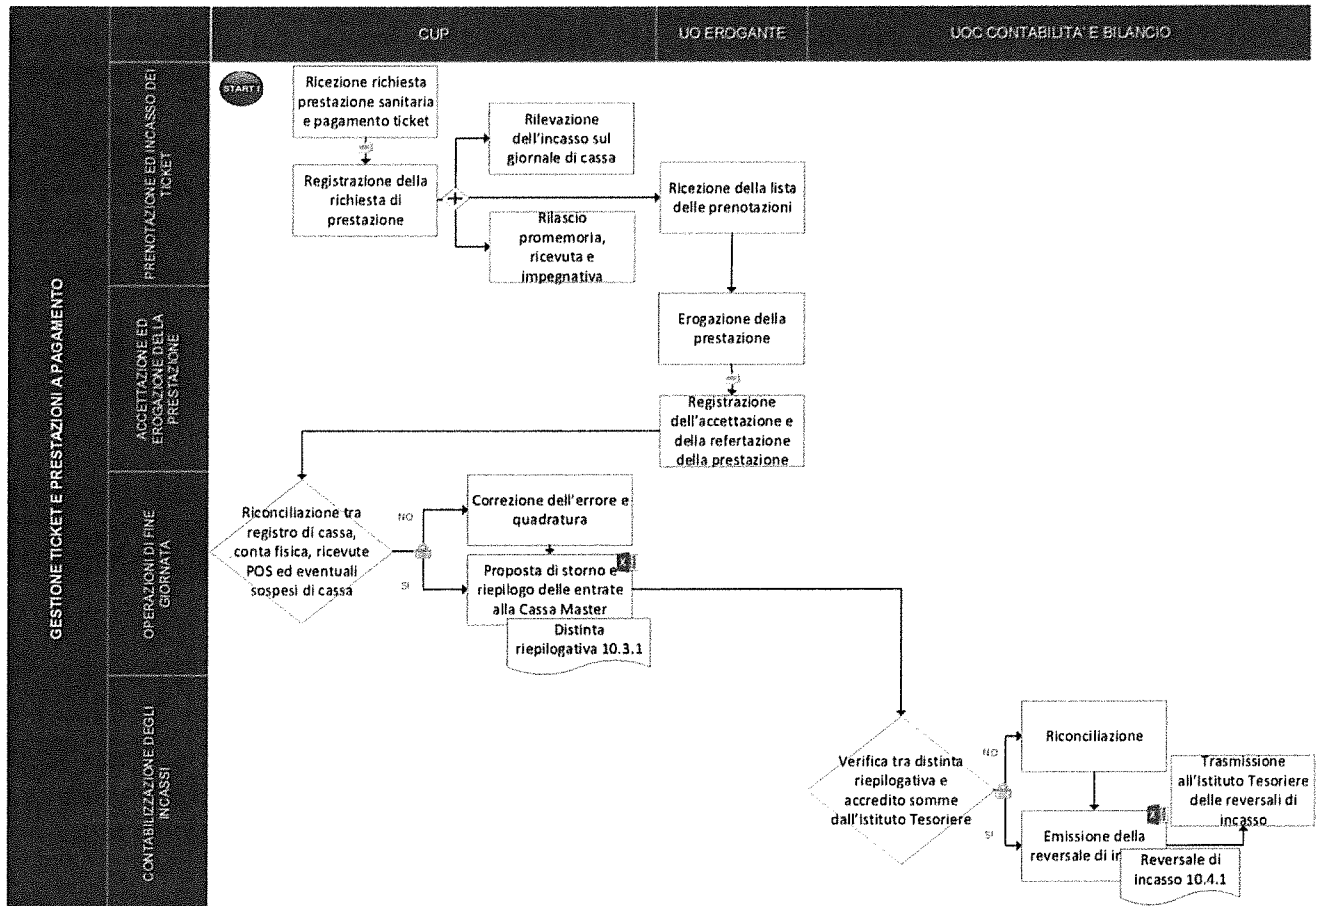 CUP
UO EROGANTE
UOC CONTABILITA' E BILANCIO
GESTIONE TICKET E PRESTAZIONI A PAGAMENTO
PRENOTAZIONE ED INCASSO DEI
TICKET
START !
Ricezione richiesta
prestazione sanitaria
e pagamento ticket
Registrazione della
richiesta di
prestazione
Rilevazione
dell'incasso sul
giornale di cassa
Rilascio
promemoria,
ricevuta e
impegnativa
Ricezione della lista
delle prenotazioni
ACCETTAZIONE ED
EROGAZIONE DELLA
PRESTAZIONE
Erogazione della
prestazione
Registrazione
dell'accettazione e
della refertazione
della prestazione
OPERAZIONI DI FINE
GIORNATA
Riconciliazione tra
registro di cassa,
conta fisica, ricevute
POS ed eventuali
sospesi di cassa
NO
SI
Correzione dell'errore e
quadratura
Proposta di storno e
riepilogo delle entrate
alla Cassa Master
Distinta
riepilogativa 10.3.1
CONTABILIZZAZIONE DEGLI
INCASSI
Verifica tra distinta
riepilogativa e
accredito somme
dall'Istituto Tesoriere
NO
SI
Riconciliazione
Emissione della
reversale di in
Reversale di
incasso 10.4.1
Trasmissione
all'Istituto Tesoriere
delle reversali di
incasso